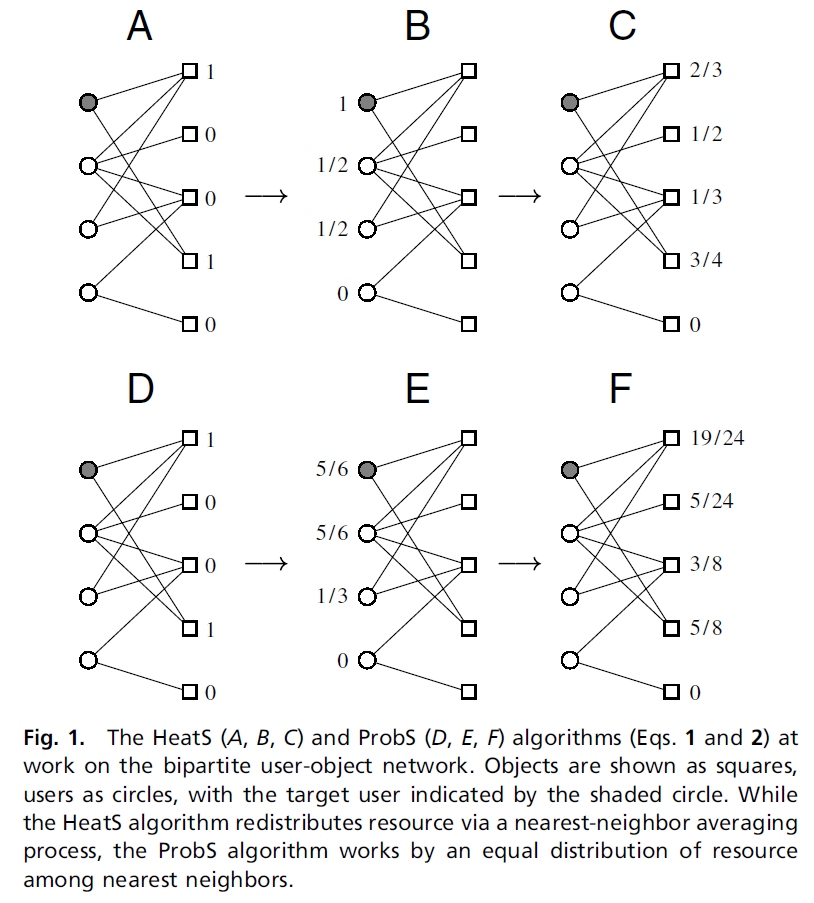 A B C
1 2/3
1
0 1/2
1/2
0 → → 1/3
1/2
1 3/4
0
0 0
D E F
1 19/24
5/6
0 5/24
5/6
0 → → 3/8
1/3
1 5/8
0
0 0
Fig. 1. The HeatS (A, B, C) and ProbS (D, E, F) algorithms (Eqs. 1 and 2) at
work on the bipartite user-object network. Objects are shown as squares,
users as circles, with the target user indicated by the shaded circle. While
the HeatS algorithm redistributes resource via a nearest-neighbor averaging
process, the ProbS algorithm works by an equal distribution of resource
among nearest neighbors.